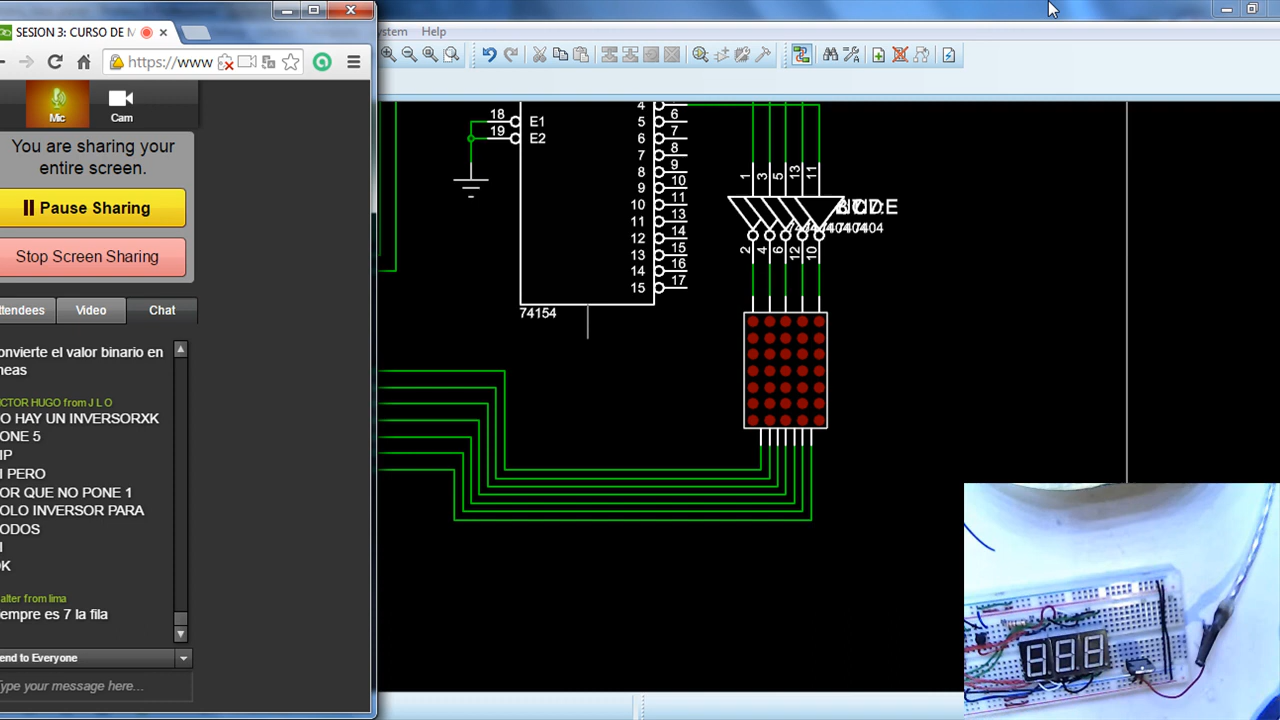 SESION 3: CURSO DE M
ystem Help
https://www
Mic
Cam
You are sharing your
entire screen.
Pause Sharing
Stop Screen Sharing
ttendees
Video
Chat
onvierte el valor binario en
neas
ICTOR HUGO from J L O
O HAY UN INVERSORXK
ONE 5
IP
I PERO
OR QUE NO PONE 1
OLO INVERSOR PARA
ODOS
I
OK
alter from lima
empre es 7 la fila
end to Everyone
Type your message here...
18 E1
19 E2
4
5 6
6 7
7 8
8 9
9 10
10 11
11 13
12 14
13 15
14 16
15 17
74154
1 3 5 13 11
2 4 6 12 10